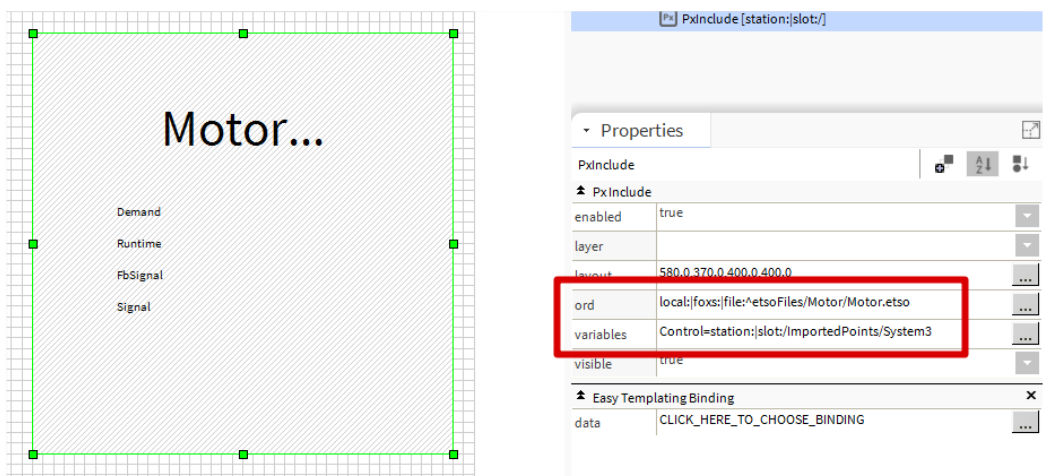 Px PxInclude [station:|slot:/]
Motor...
Demand
Runtime
FbSignal
Signal
Properties
PxInclude
A Z
PxInclude
enabled true
layer
layout 580.0,370.0,400.0,400.0 ...
ord local:|foxs:|file:^etsoFiles/Motor/Motor.etso ...
variables Control=station:|slot:/ImportedPoints/System3 ...
visible true
Easy Templating Binding ×
data CLICK_HERE_TO_CHOOSE_BINDING ...